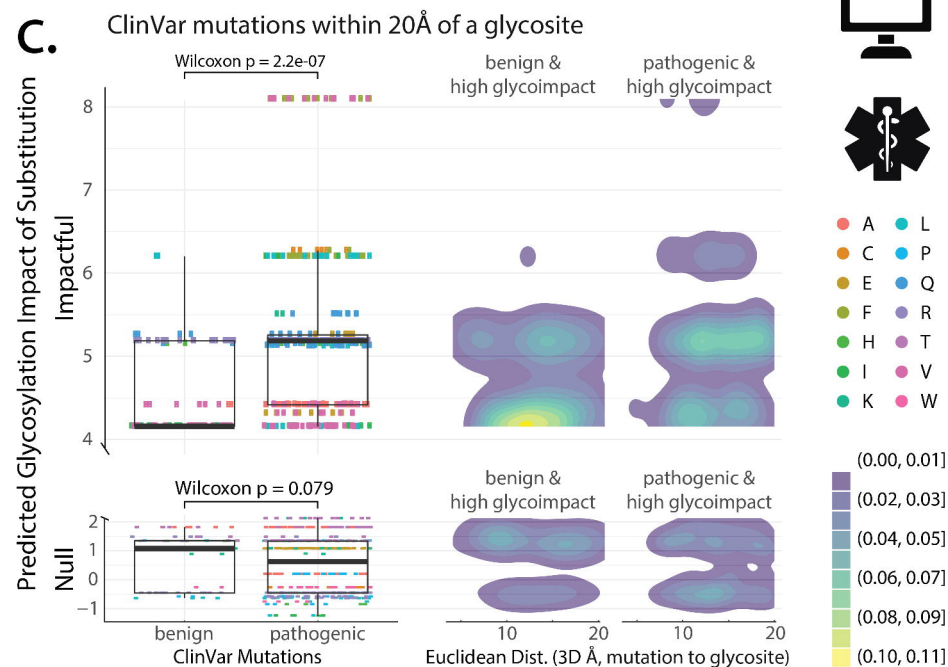 C.
ClinVar mutations within 20Å of a glycosite
Predicted Glycosylation Impact of Substitution
Impactful
Null
Wilcoxon p = 2.2e-07
benign &
high glycoimpact
pathogenic &
high glycoimpact
8
7
6
5
4
Wilcoxon p = 0.079
benign &
high glycoimpact
pathogenic &
high glycoimpact
2
1
0
−1
benign
pathogenic
ClinVar Mutations
10
20
10
20
Euclidean Dist. (3D Å, mutation to glycosite)
A
C
E
F
H
I
K
L
P
Q
R
T
V
W
(0.00, 0.01]
(0.02, 0.03]
(0.04, 0.05]
(0.06, 0.07]
(0.08, 0.09]
(0.10, 0.11]